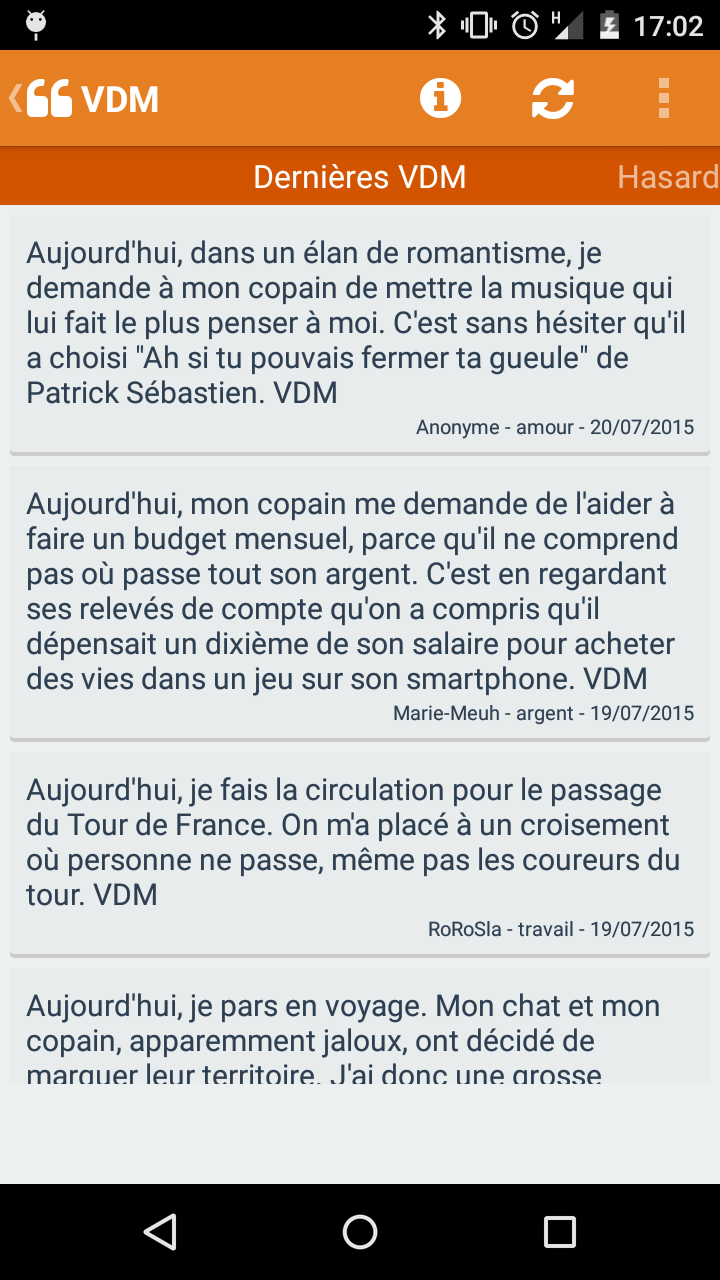 H
17:02
VDM
Dernières VDM
Hasard
Aujourd'hui, dans un élan de romantisme, je
demande à mon copain de mettre la musique qui
lui fait le plus penser à moi. C'est sans hésiter qu'il
a choisi "Ah si tu pouvais fermer ta gueule" de
Patrick Sébastien. VDM
Anonyme - amour - 20/07/2015
Aujourd'hui, mon copain me demande de l'aider à
faire un budget mensuel, parce qu'il ne comprend
pas où passe tout son argent. C'est en regardant
ses relevés de compte qu'on a compris qu'il
dépensait un dixième de son salaire pour acheter
des vies dans un jeu sur son smartphone. VDM
Marie-Meuh - argent - 19/07/2015
Aujourd'hui, je fais la circulation pour le passage
du Tour de France. On m'a placé à un croisement
où personne ne passe, même pas les coureurs du
tour. VDM
RoRoSla - travail - 19/07/2015
Aujourd'hui, je pars en voyage. Mon chat et mon
copain, apparemment jaloux, ont décidé de
marquer leur territoire. J'ai donc une grosse